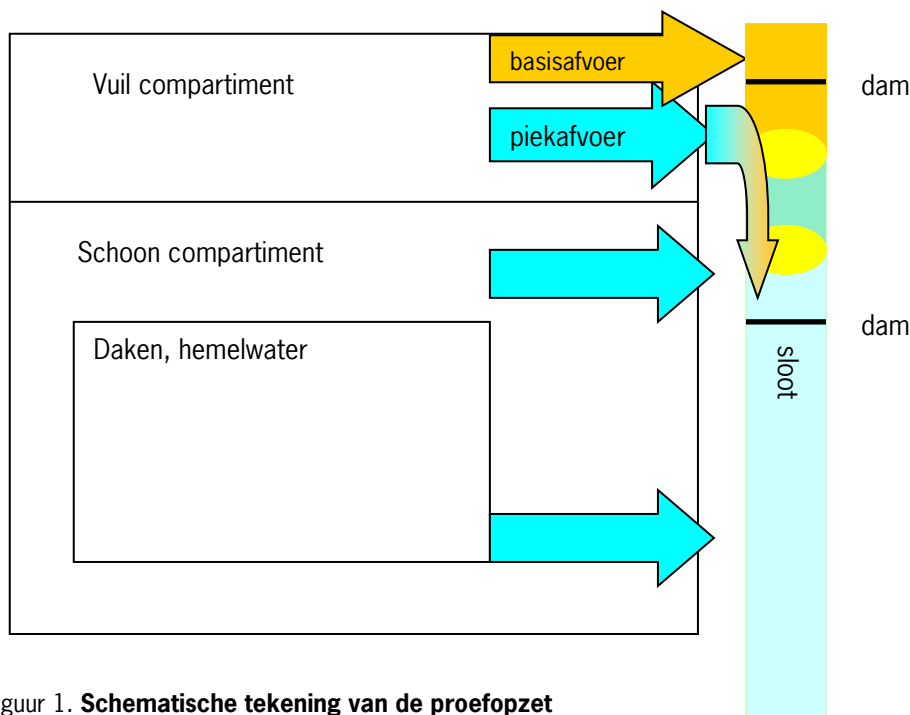 basisafvoer
Vuil compartiment
dam
piekafvoer
Schoon compartiment
dam
Daken, hemelwater
sloot
guur 1. Schematische tekening van de proefopzet